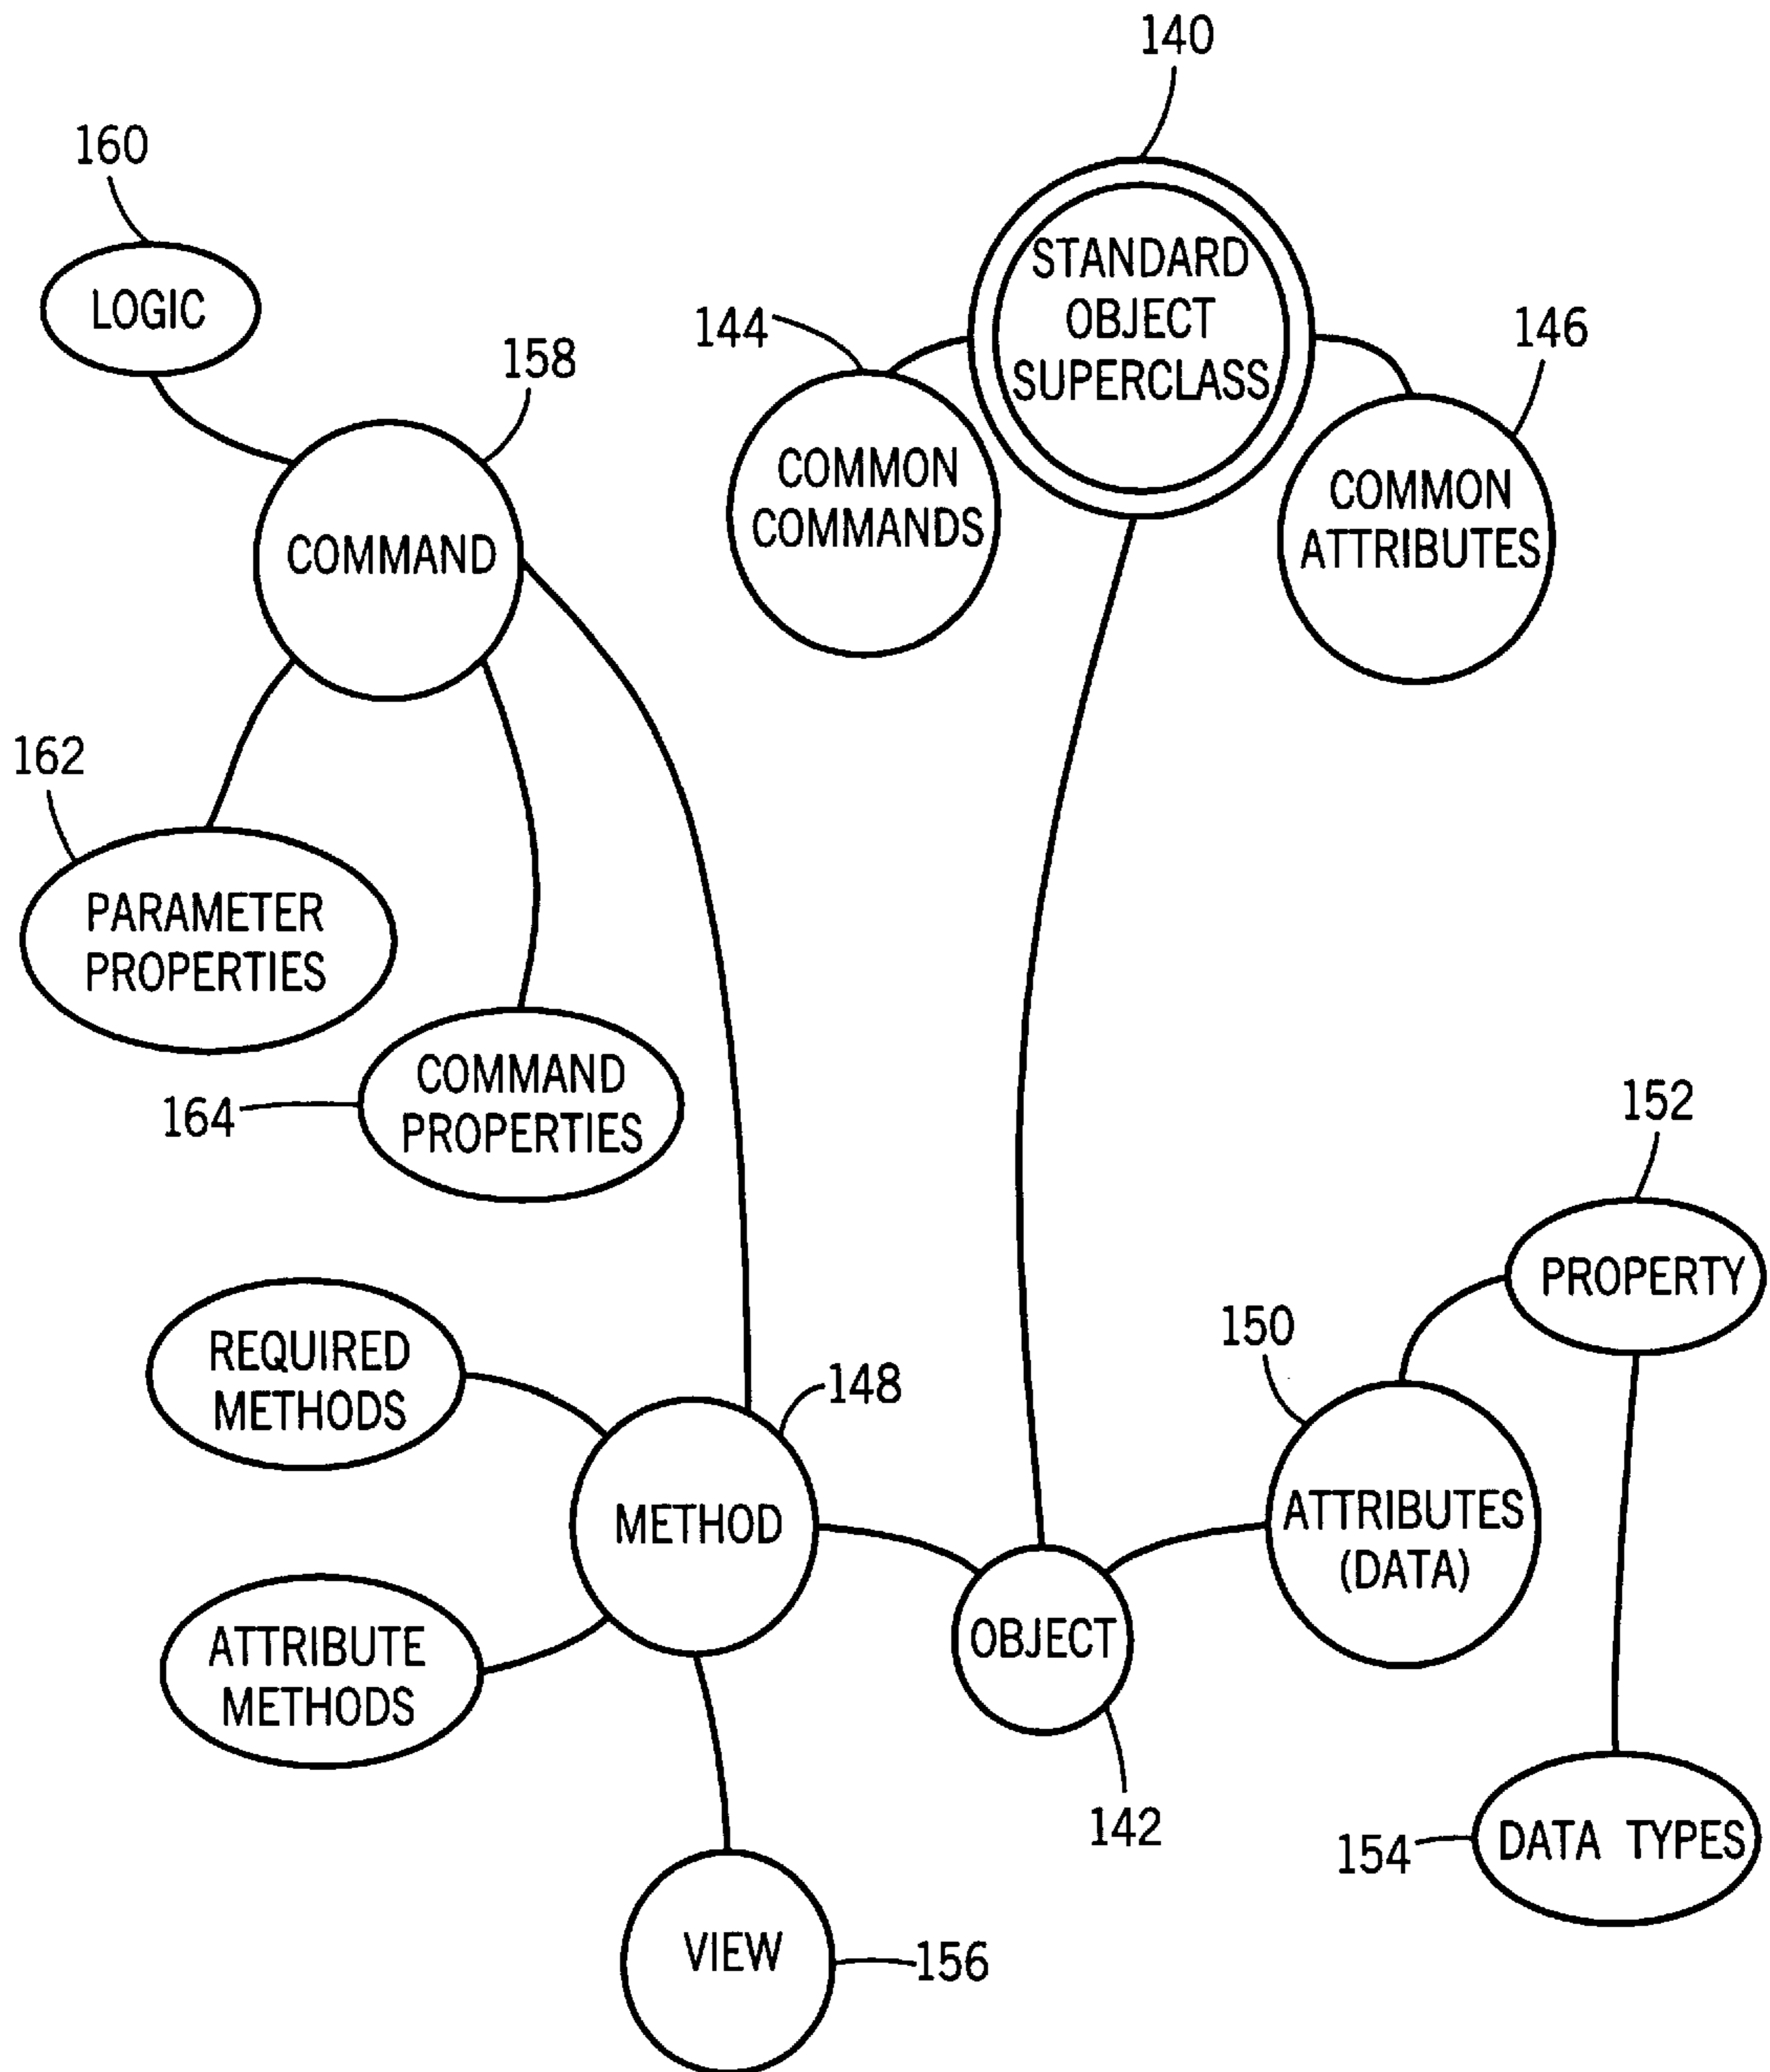 140
160
STANDARD
OBJECT
SUPERCLASS
LOGIC
144
146
158
COMMON
COMMANDS
COMMON
ATTRIBUTES
COMMAND
162
PARAMETER
PROPERTIES
COMMAND
PROPERTIES
164
152
PROPERTY
150
REQUIRED
METHODS
148
METHOD
ATTRIBUTES
(DATA)
OBJECT
ATTRIBUTE
METHODS
142
154
DATA TYPES
VIEW
156